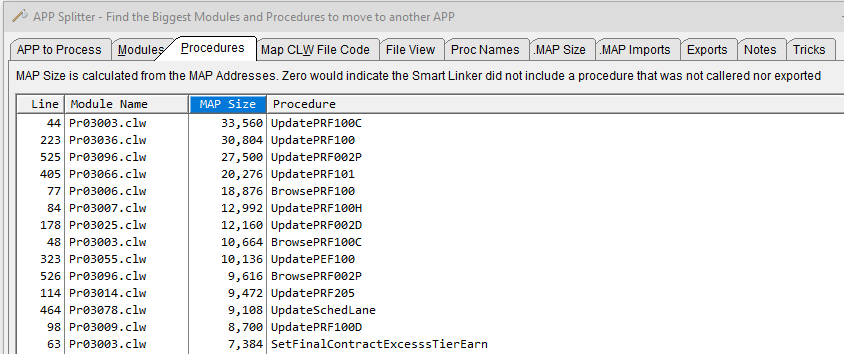 APP Splitter - Find the Biggest Modules and Procedures to move to another APP
APP to Process Modules Procedures Map CLW File Code File View Proc Names .MAP Size .MAP Imports Exports Notes Tricks
MAP Size is calculated from the MAP Addresses. Zero would indicate the Smart Linker did not include a procedure that was not callered nor exported
Line Module Name MAP Size Procedure
44 Pr03003.clw 33,560 UpdatePRF100C
223 Pr03036.clw 30,804 UpdatePRF100
525 Pr03096.clw 27,500 UpdatePRF002P
405 Pr03066.clw 20,276 UpdatePRF101
77 Pr03006.clw 18,876 BrowsePRF100
84 Pr03007.clw 12,992 UpdatePRF100H
178 Pr03025.clw 12,160 UpdatePRF002D
48 Pr03003.clw 10,664 BrowsePRF100C
323 Pr03055.clw 10,136 UpdatePEF100
526 Pr03096.clw 9,616 BrowsePRF002P
114 Pr03014.clw 9,472 UpdatePRF205
464 Pr03078.clw 9,108 UpdateSchedLane
98 Pr03009.clw 8,700 UpdatePRF100D
63 Pr03003.clw 7,384 SetFinalContractExcesssTierEarn